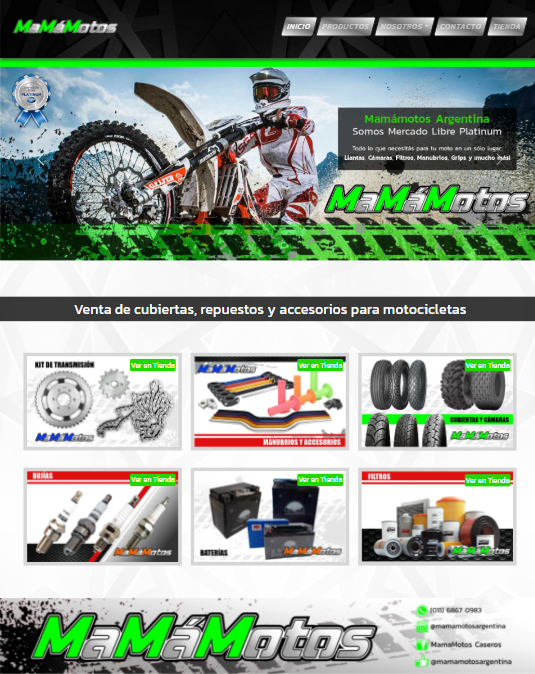 MaMáMotos
INICIO
PRODUCTOS
NOSOTROS
CONTACTO
TIENDA
PLATINUM
GALFER
Mamámotos Argentina
Somos Mercado Libre Platinum
Todo lo que necesitás para tu moto en un sólo lugar:
Llantas, Cámaras, Filtros, Manubrios, Grips y mucho más!
MaMáMotos
Venta de cubiertas, repuestos y accesorios para motocicletas
KIT DE TRANSMISIÓN
Ver en Tienda
MaMáMotos
MaMáMotos
Ver en Tienda
MANUBRIOS Y ACCESORIOS
Ver en Tienda
CUBIERTAS Y CÁMARAS
MaMáMotos
BUJÍAS
Ver en Tienda
MaMáMotos
Ver en Tienda
BATERÍAS
MaMáMotos
FILTROS
Ver en Tienda
MaMáMotos
MaMáMotos
(011) 6867 0983
@mamamotosargentina
MamaMotos Caseros
@mamamotosargentina